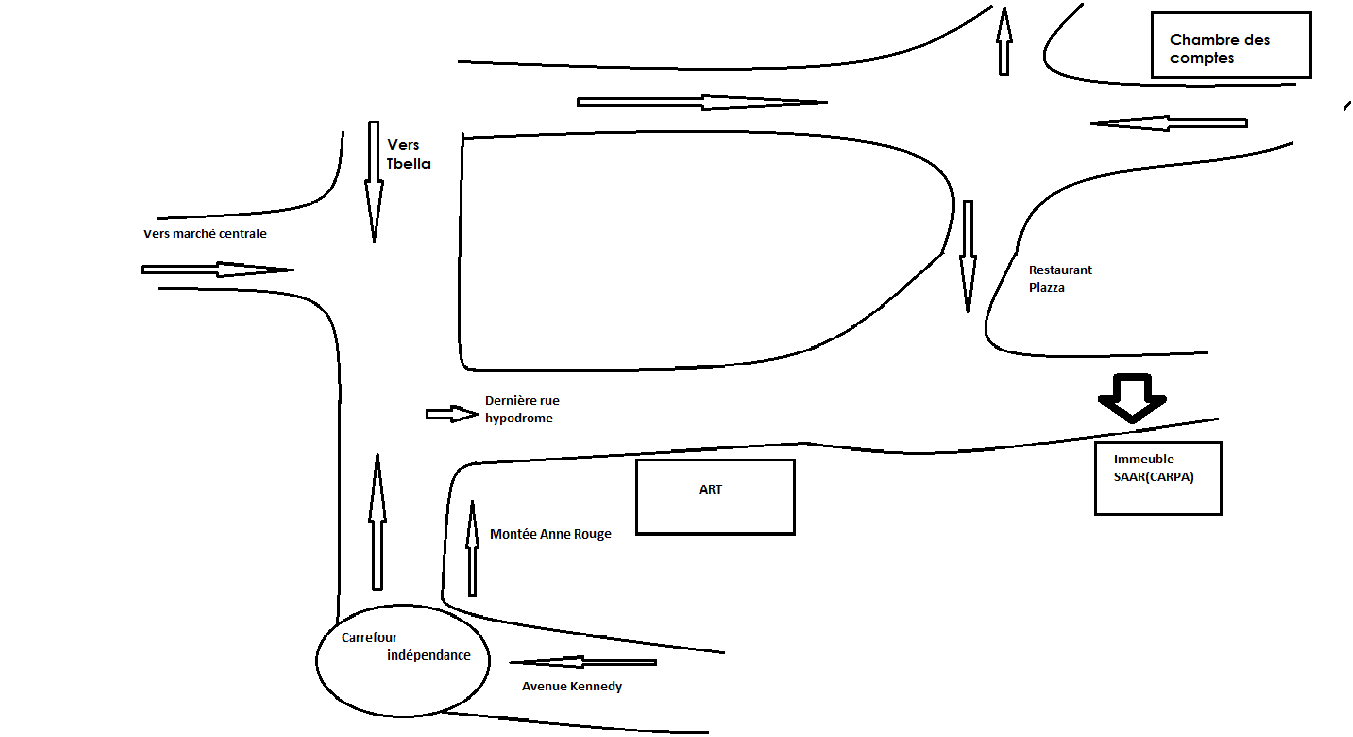 Chambre des
comptes
Vers
Tbella
Vers marché centrale
Restaurant
Plazza
Dernière rue
hypodrome
Immeuble
SAAR(CARPA)
ART
Montée Anne Rouge
Carrefour
indépendance
Avenue Kennedy